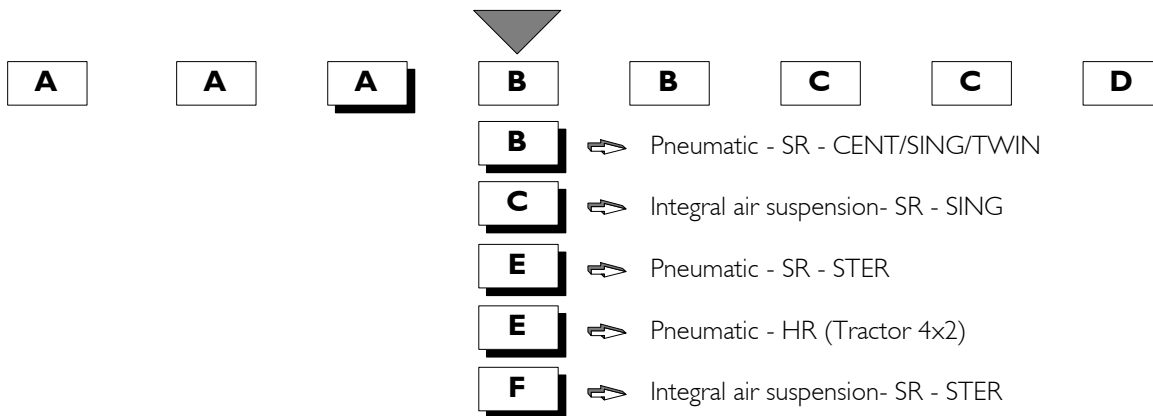 A A A B B C C D
B Pneumatic - SR - CENT/SING/TWIN
C Integral air suspension- SR - SING
E Pneumatic - SR - STER
E Pneumatic - HR (Tractor 4x2)
F Integral air suspension- SR - STER